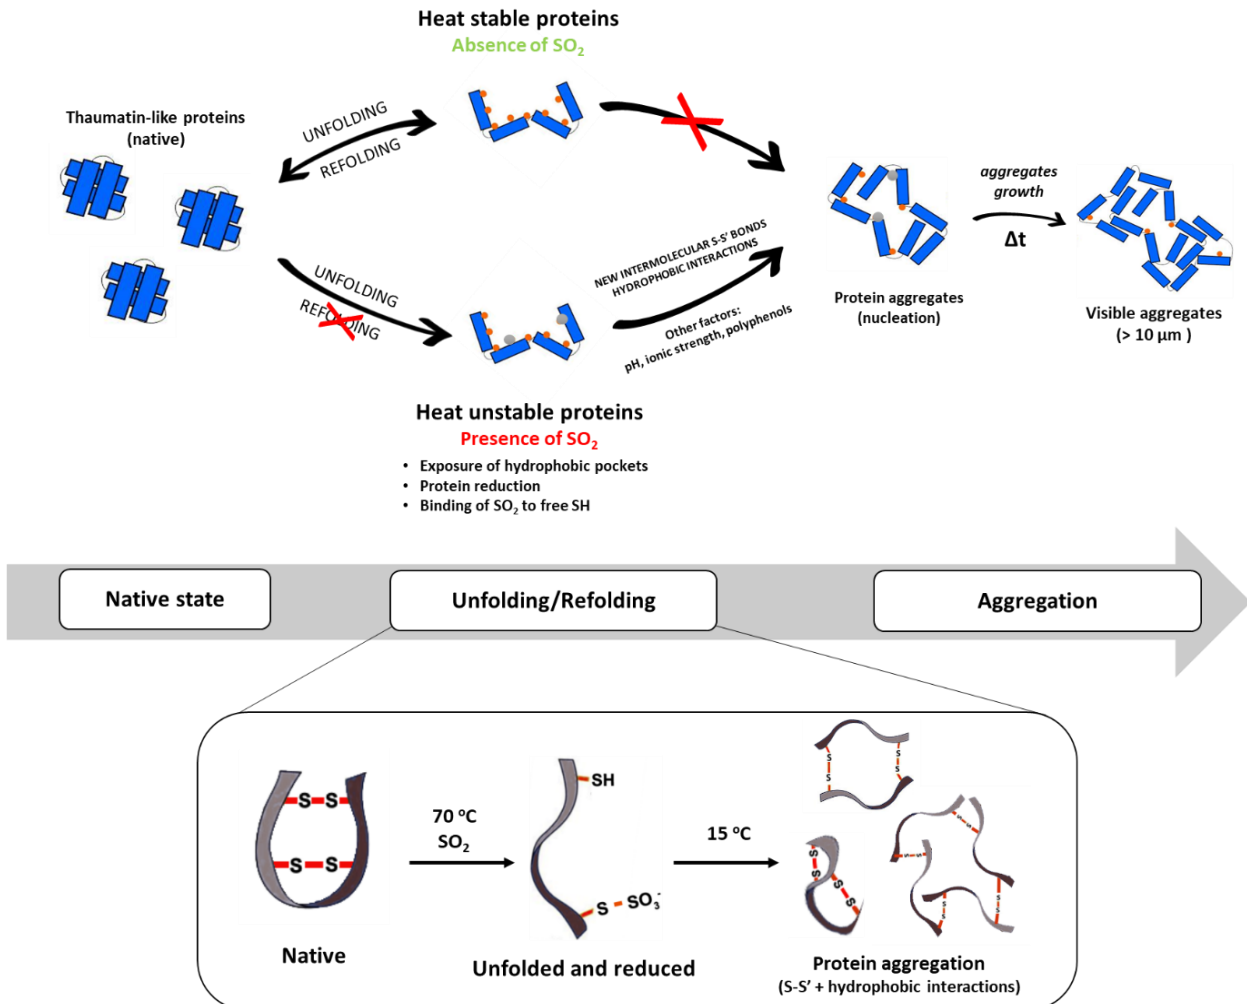 Heat stable proteins
Absence of SO₂
Thaumatin-like proteins
(native)
UNFOLDING
REFOLDING
aggregates
growth
Δt
UNFOLDING
REFOLDING
NEW INTERMOLECULAR S-S' BONDS
HYDROPHOBIC INTERACTIONS
Other factors:
pH, ionic strength, polyphenols
Protein aggregates
(nucleation)
Visible aggregates
(> 10 µm )
Heat unstable proteins
Presence of SO₂
• Exposure of hydrophobic pockets
• Protein reduction
• Binding of SO₂ to free SH
Native state
Unfolding/Refolding
Aggregation
S S
S S
Native
70 °C
SO₂
SH
S SO₃⁻
Unfolded and reduced
15 °C
S S
S S
S S
S S
S S
S S
S S
S S
Protein aggregation
(S-S' + hydrophobic interactions)